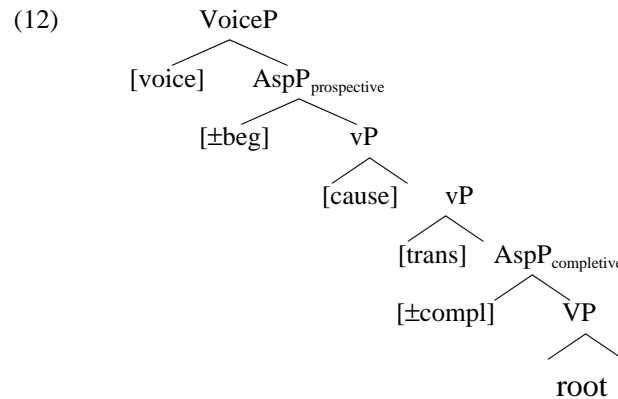 (12) VoiceP
[voice] AspPprospective
[±beg] vP
[cause] vP
[trans] AspPcompletive
[±compl] VP
root